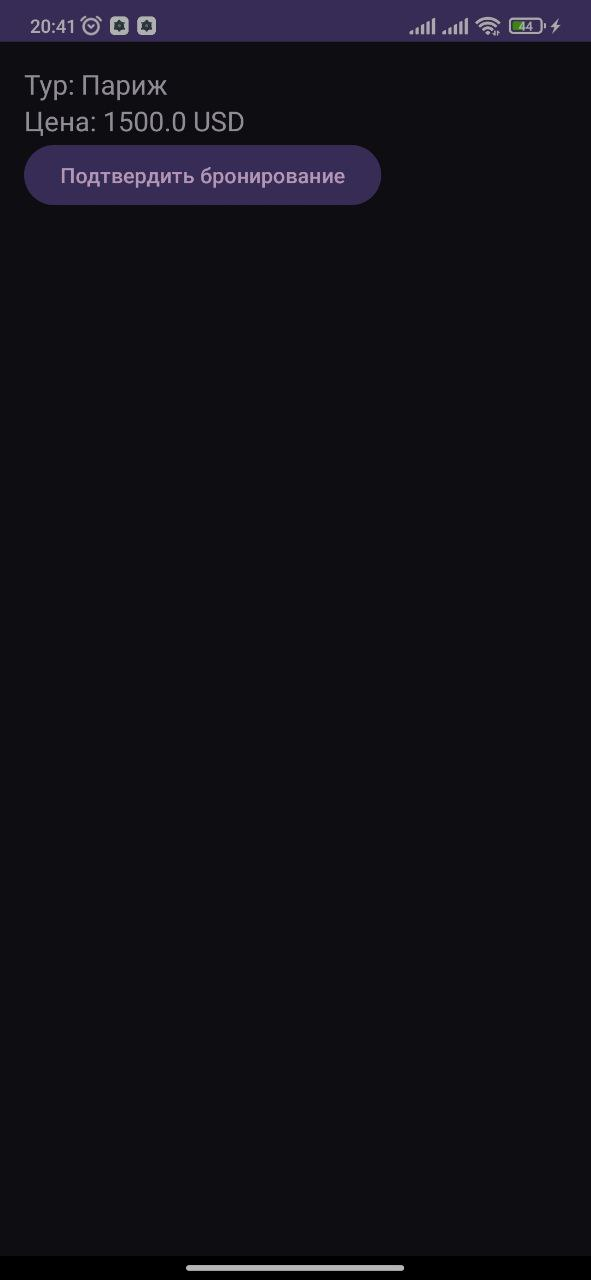 20:41
44
Тур: Париж
Цена: 1500.0 USD
Подтвердить бронирование